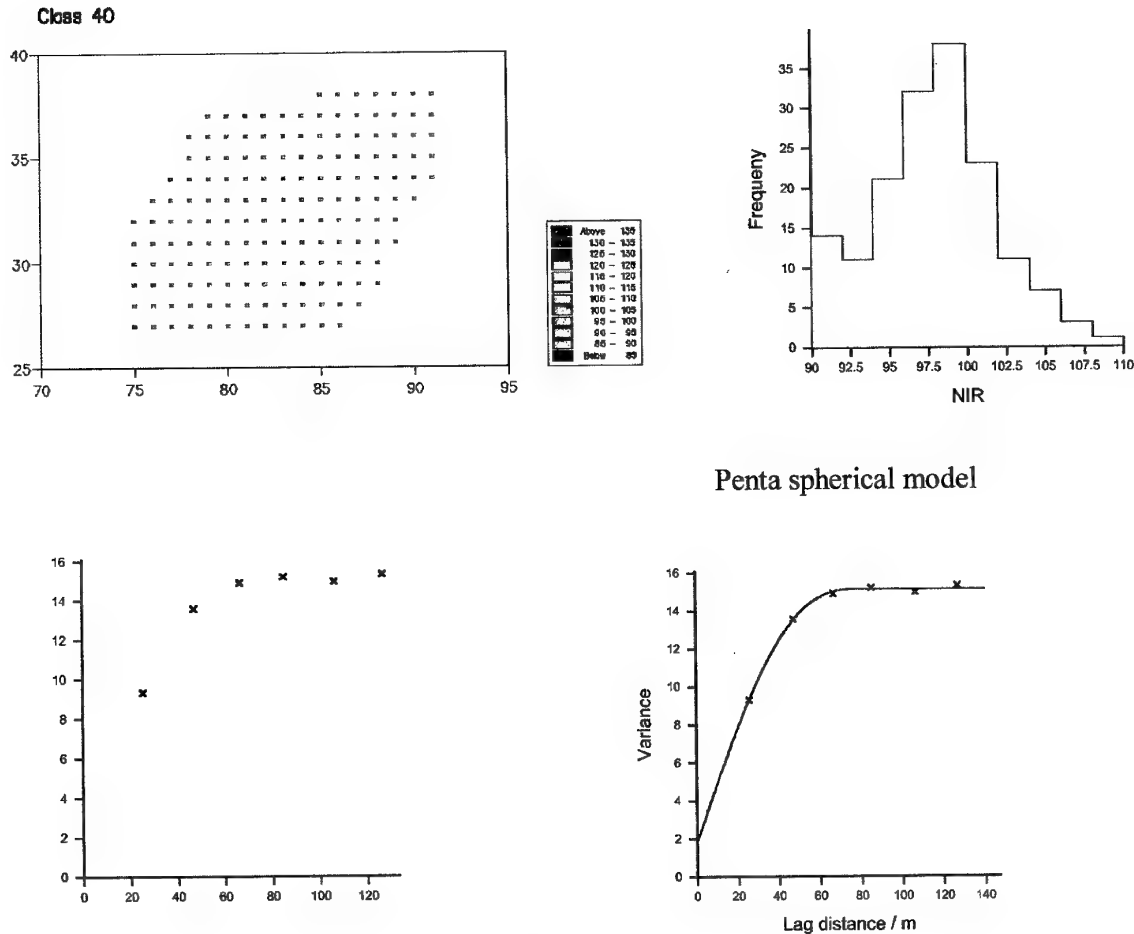 Class 40
40
35
30
25
70 75 80 85 90 95
Above 135
130 – 135
125 – 130
120 – 125
115 – 120
110 – 115
105 – 110
100 – 105
95 – 100
90 – 95
85 – 90
Below 85
Frequeny
35
30
25
20
15
10
5
0
90 92.5 95 97.5 100 102.5 105 107.5 110
NIR
Penta spherical model
16
14
12
10
8
6
4
2
0
0 20 40 60 80 100 120
Variance
16
14
12
10
8
6
4
2
0
0 20 40 60 80 100 120 140
Lag distance / m